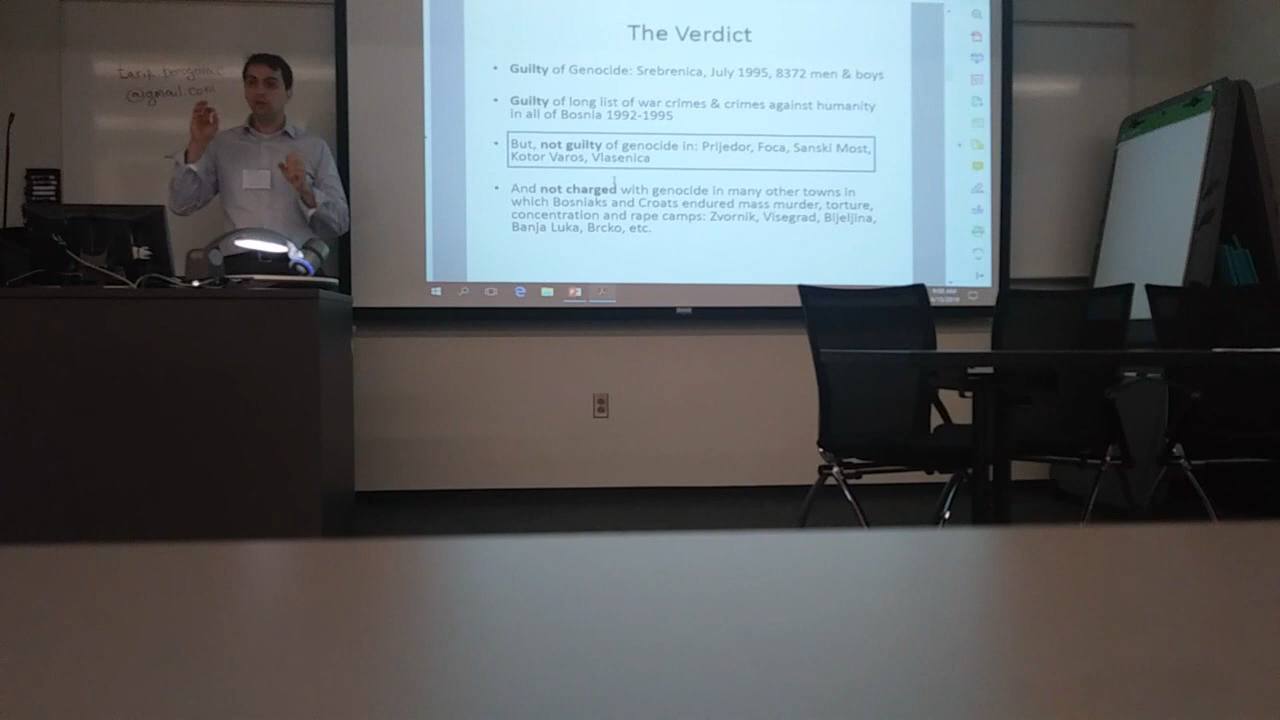 @gmail.com
The Verdict
• Guilty of Genocide: Srebrenica, July 1995, 8372 men & boys
• Guilty of long list of war crimes & crimes against humanity
in all of Bosnia 1992-1995
• But, not guilty of genocide in: Prijedor, Foca, Sanski Most,
Kotor Varos, Vlasenica
• And not charged with genocide in many other towns in
which Bosniaks and Croats endured mass murder, torture,
concentration and rape camps: Zvornik, Visegrad, Bijeljina,
Banja Luka, Brcko, etc.